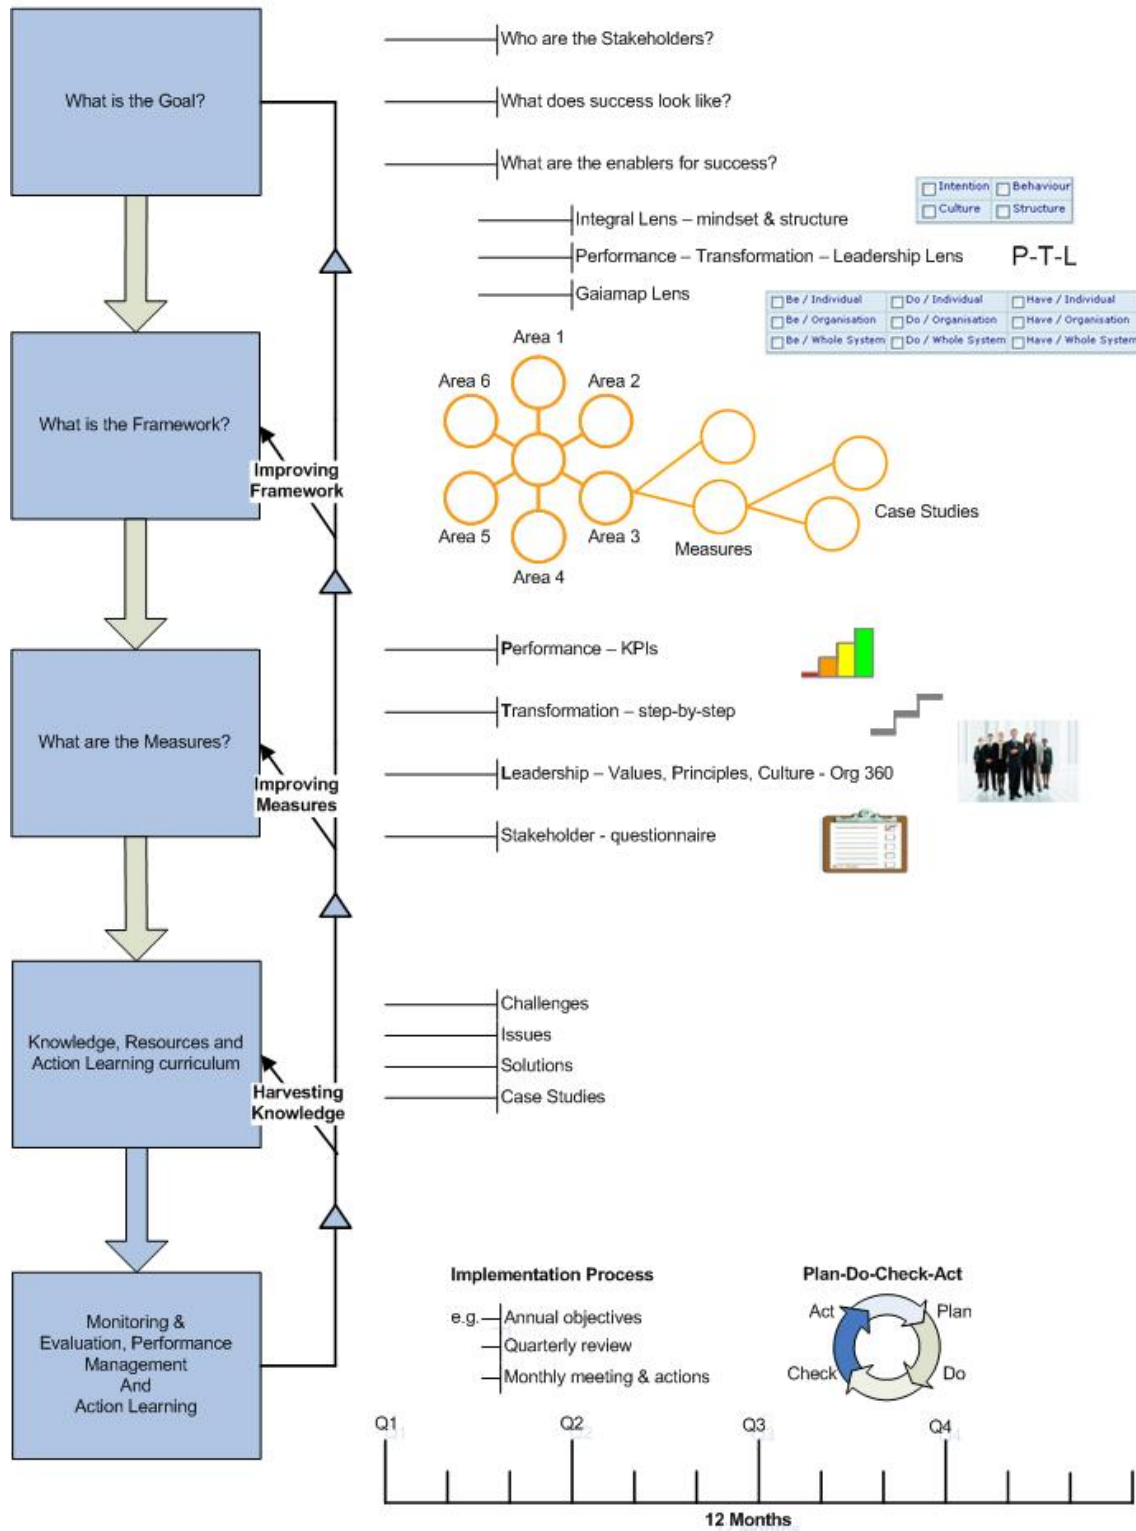 What is the Goal?
Who are the Stakeholders?
What does success look like?
What are the enablers for success?
Integral Lens – mindset & structure
Intention Behaviour
Culture Structure
Performance – Transformation – Leadership Lens
P-T-L
Gaiamap Lens
Be / Individual Do / Individual Have / Individual
Be / Organisation Do / Organisation Have / Organisation
Be / Whole System Do / Whole System Have / Whole System
What is the Framework?
Improving
Framework
Area 1
Area 6
Area 2
Area 5
Area 3
Area 4
Measures
Case Studies
What are the Measures?
Improving
Measures
Performance – KPIs
Transformation – step-by-step
Leadership – Values, Principles, Culture - Org 360
Stakeholder - questionnaire
Knowledge, Resources and
Action Learning curriculum
Harvesting
Knowledge
Challenges
Issues
Solutions
Case Studies
Monitoring &
Evaluation, Performance
Management
And
Action Learning
Implementation Process
e.g.
Annual objectives
Quarterly review
Monthly meeting & actions
Plan-Do-Check-Act
Act
Plan
Check
Do
Q1
Q2
Q3
Q4
12 Months